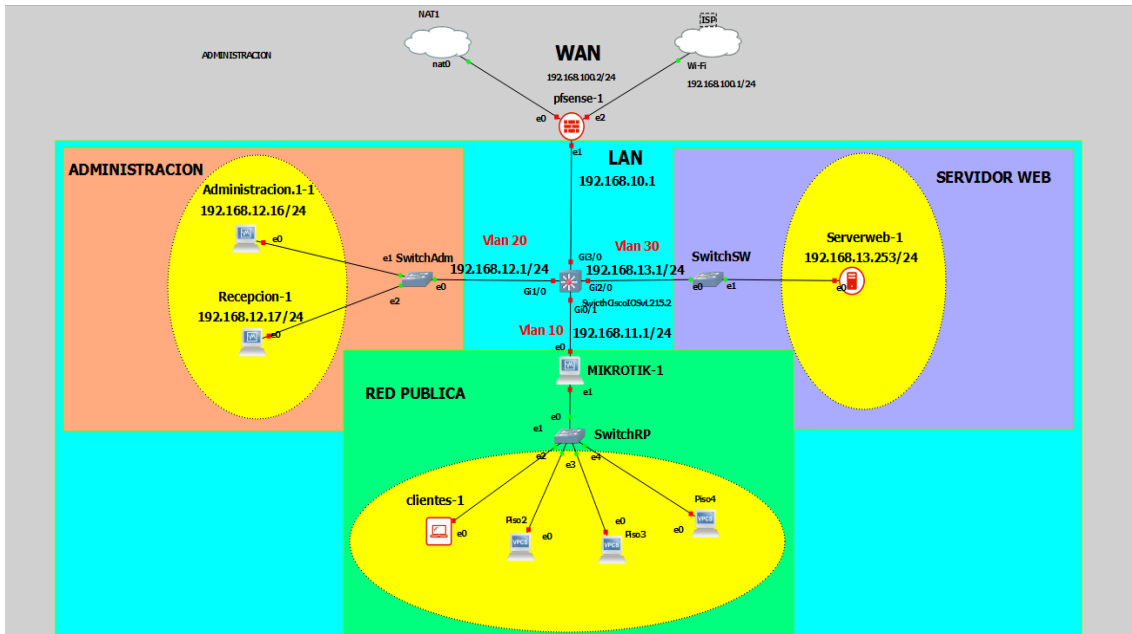 NAT1
ISP
ADMINISTRACION
WAN
nat0
Wi-Fi
192.168.100.2/24
192.168.100.1/24
pfsense-1
e0
e2
e1
LAN
192.168.10.1
ADMINISTRACION
SERVIDOR WEB
Administracion.1-1
192.168.12.16/24
e0
Serverweb-1
192.168.13.253/24
Vlan 20
Vlan 30
SwitchAdm
SwitchSW
e1
192.168.12.1/24
Gi3/0
192.168.13.1/24
e0
Gi1/0
Gi2/0
e0
e1
e0
SwicthCiscoIOSvL215.2
Gi0/1
Recepcion-1
192.168.12.17/24
e2
e0
Vlan 10
192.168.11.1/24
e0
MIKROTIK-1
e1
RED PUBLICA
e0
e1
SwitchRP
e2
e3
e4
clientes-1
e0
Piso2
e0
e0
Piso3
Piso4
e0